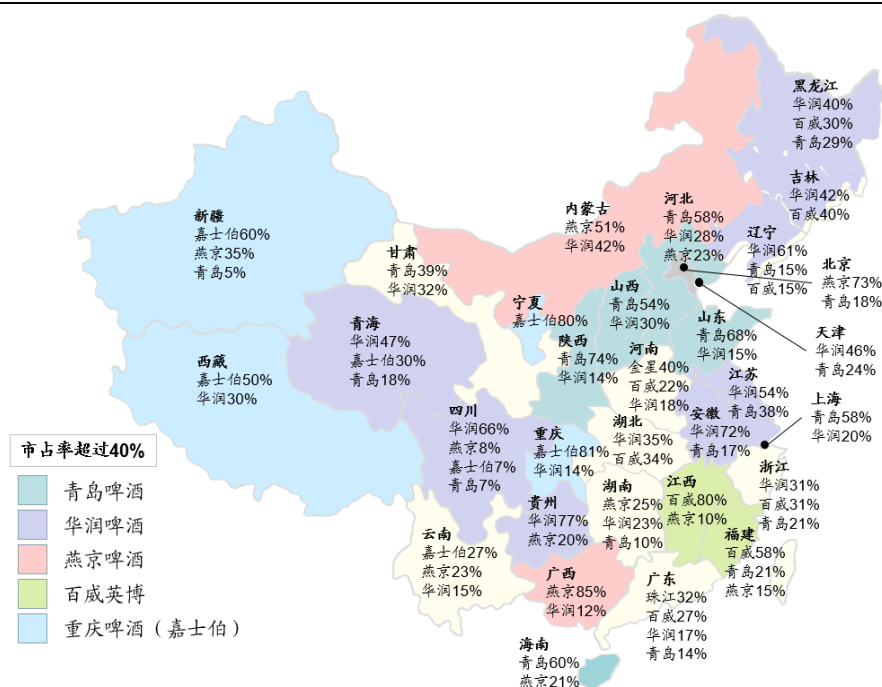 黑龙江
华润40%
百威30%
青岛29%
吉林
华润42%
百威40%
辽宁
华润61%
青岛15%
百威15%
河北
青岛58%
华润28%
燕京23%
北京
燕京73%
青岛18%
天津
华润46%
青岛24%
内蒙古
燕京51%
华润42%
新疆
嘉士伯60%
燕京35%
青岛5%
甘肃
青岛39%
华润32%
宁夏
嘉士伯80%
山西
青岛54%
华润30%
山东
青岛68%
华润15%
青海
华润47%
嘉士伯30%
青岛18%
陕西
青岛74%
华润14%
河南
金星40%
百威22%
华润18%
江苏
华润54%
青岛38%
西藏
嘉士伯50%
华润30%
上海
青岛58%
华润20%
安徽
华润72%
青岛17%
四川
华润66%
燕京8%
嘉士伯7%
青岛7%
重庆
嘉士伯81%
华润14%
湖北
华润35%
百威34%
浙江
华润31%
百威31%
青岛21%
湖南
燕京25%
华润23%
青岛10%
江西
百威80%
燕京10%
贵州
华润77%
燕京20%
福建
百威58%
青岛21%
燕京15%
云南
嘉士伯27%
燕京23%
华润15%
广西
燕京85%
华润12%
广东
珠江32%
百威27%
华润17%
青岛14%
海南
青岛60%
燕京21%
市占率超过40%
青岛啤酒
华润啤酒
燕京啤酒
百威英博
重庆啤酒（嘉士伯）